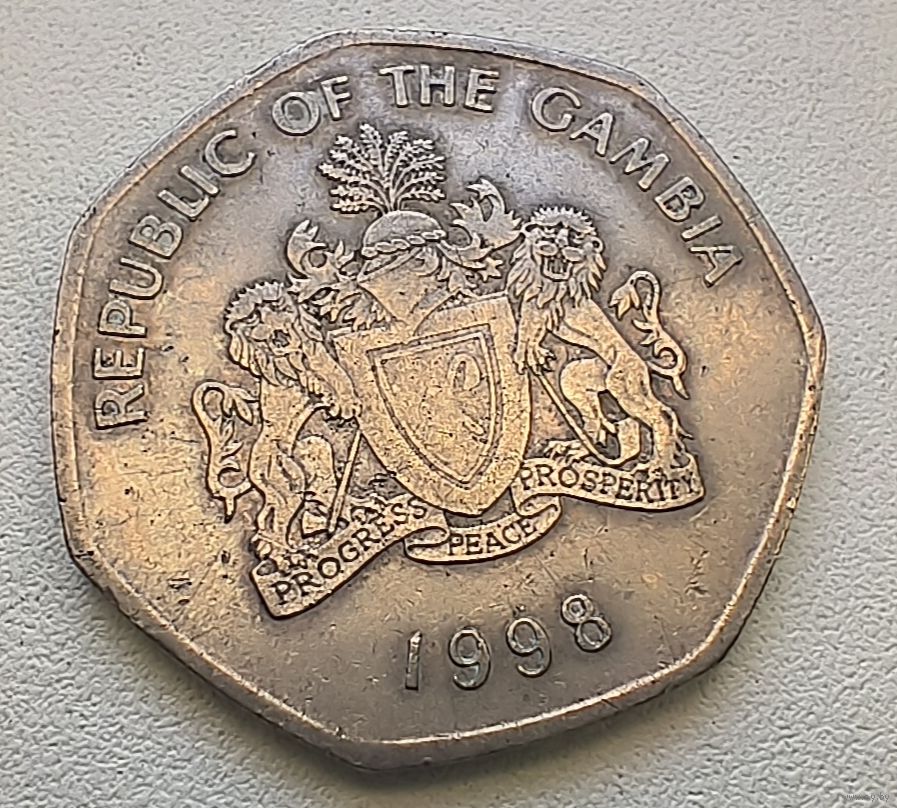 REPUBLIC OF THE GAMBIA
PROGRESS PEACE PROSPERITY
1998